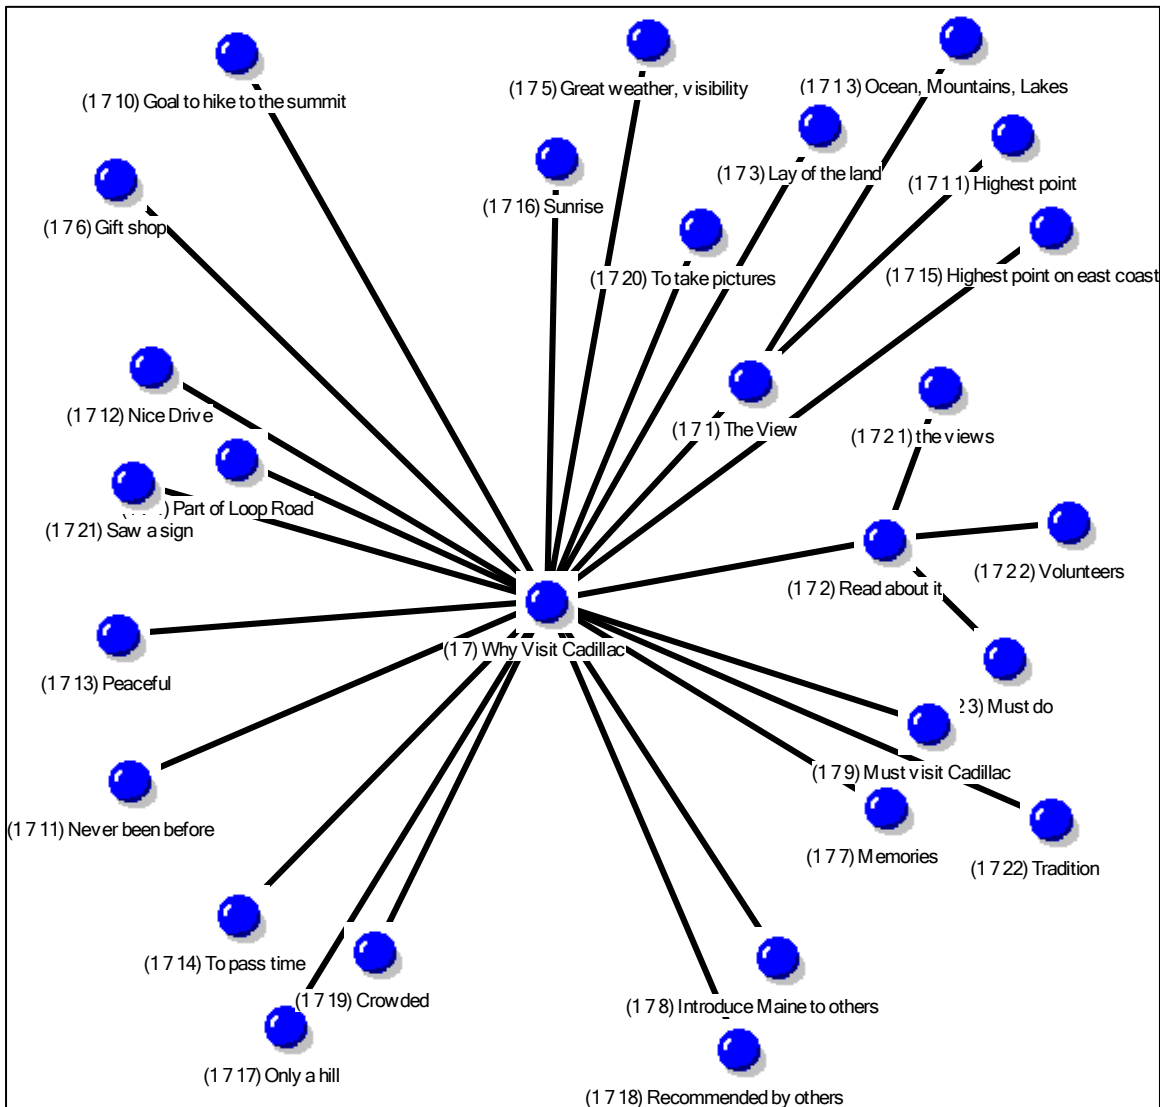 (1 7 10) Goal to hike to the summit
(1 7 5) Great weather, visibility
(1 7 1 3) Ocean, Mountains, Lakes
(1 7 3) Lay of the land
(1 7 1 1) Highest point
(1 7 16) Sunrise
(1 7 6) Gift shop
(1 7 20) To take pictures
(1 7 15) Highest point on east coast
(1 7 12) Nice Drive
(1 7 1) The View
(1 7 2 1) the views
) Part of Loop Road
(1 7 21) Saw a sign
(1 7 2 2) Volunteers
(1 7 2) Read about it
(1 7) Why Visit Cadillac
(1 7 13) Peaceful
2 3) Must do
(1 7 9) Must visit Cadillac
(1 7 11) Never been before
(1 7 7) Memories
(1 7 22) Tradition
(1 7 14) To pass time
(1 7 19) Crowded
(1 7 8) Introduce Maine to others
(1 7 17) Only a hill
(1 7 18) Recommended by others